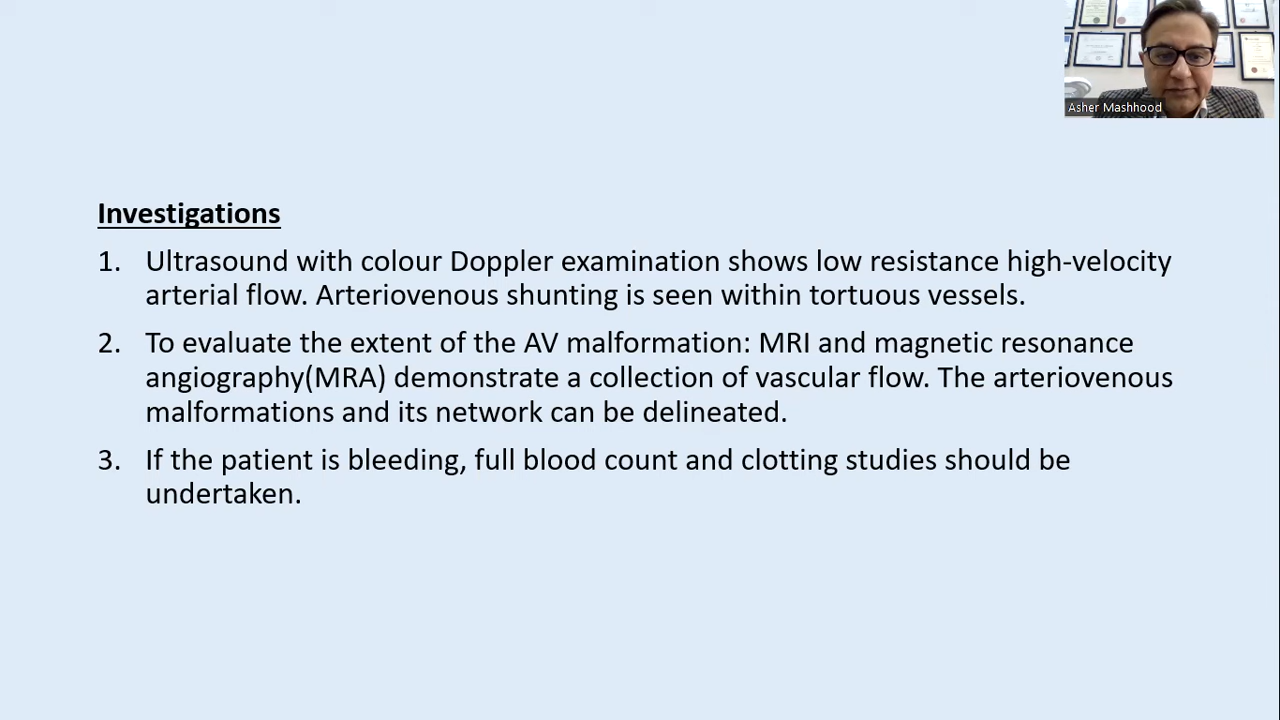 Asher Mashhood
Investigations
1. Ultrasound with colour Doppler examination shows low resistance high-velocity
arterial flow. Arteriovenous shunting is seen within tortuous vessels.
2. To evaluate the extent of the AV malformation: MRI and magnetic resonance
angiography(MRA) demonstrate a collection of vascular flow. The arteriovenous
malformations and its network can be delineated.
3. If the patient is bleeding, full blood count and clotting studies should be
undertaken.